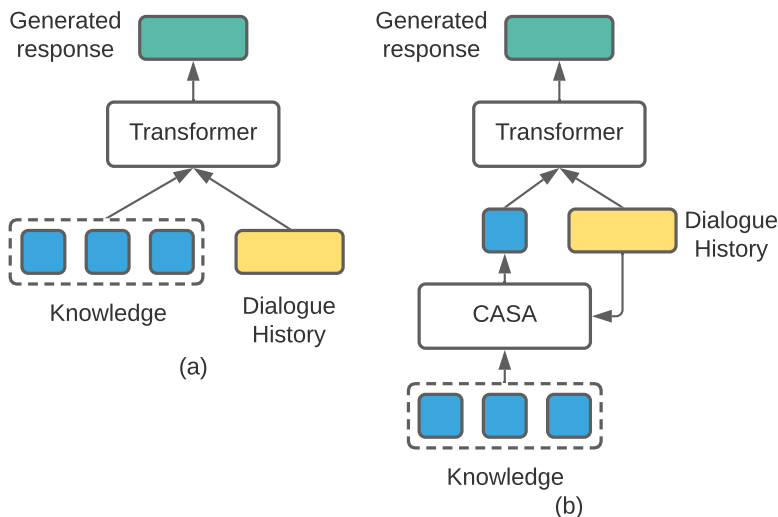 Generated
response
Transformer
Knowledge
Dialogue
History
(a)
Generated
response
Transformer
Dialogue
History
CASA
Knowledge
(b)